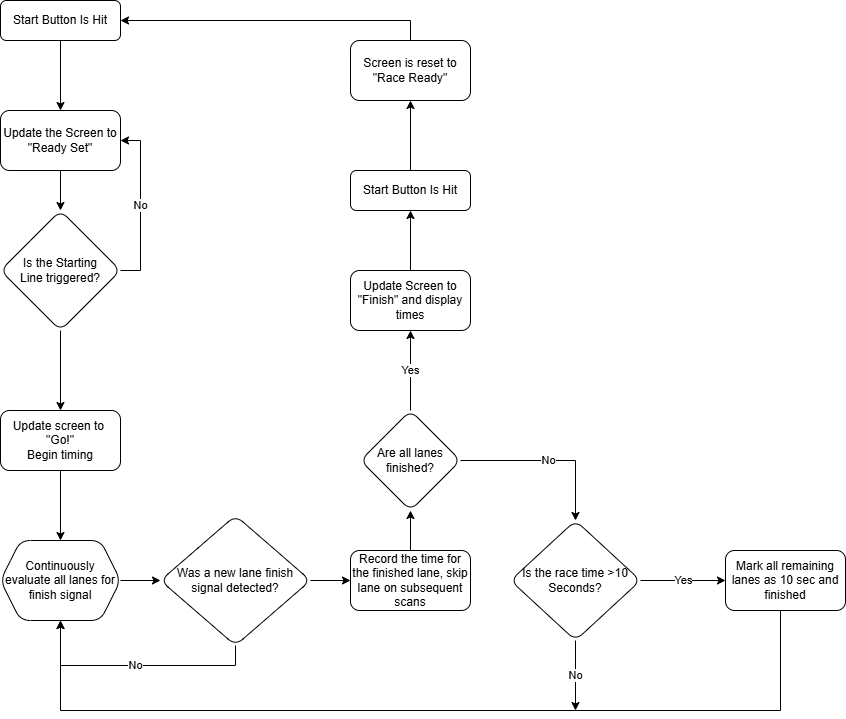 Start Button Is Hit
Update the Screen to
"Ready Set"
No
Is the Starting
Line triggered?
Update screen to
"Go!"
Begin timing
Continuously
evaluate all lanes for
finish signal
Was a new lane finish
signal detected?
No
Record the time for
the finished lane, skip
lane on subsequent
scans
Are all lanes
finished?
Yes
Update Screen to
"Finish" and display
times
Start Button Is Hit
Screen is reset to
"Race Ready"
No
Is the race time >10
Seconds?
Yes
Mark all remaining
lanes as 10 sec and
finished
No